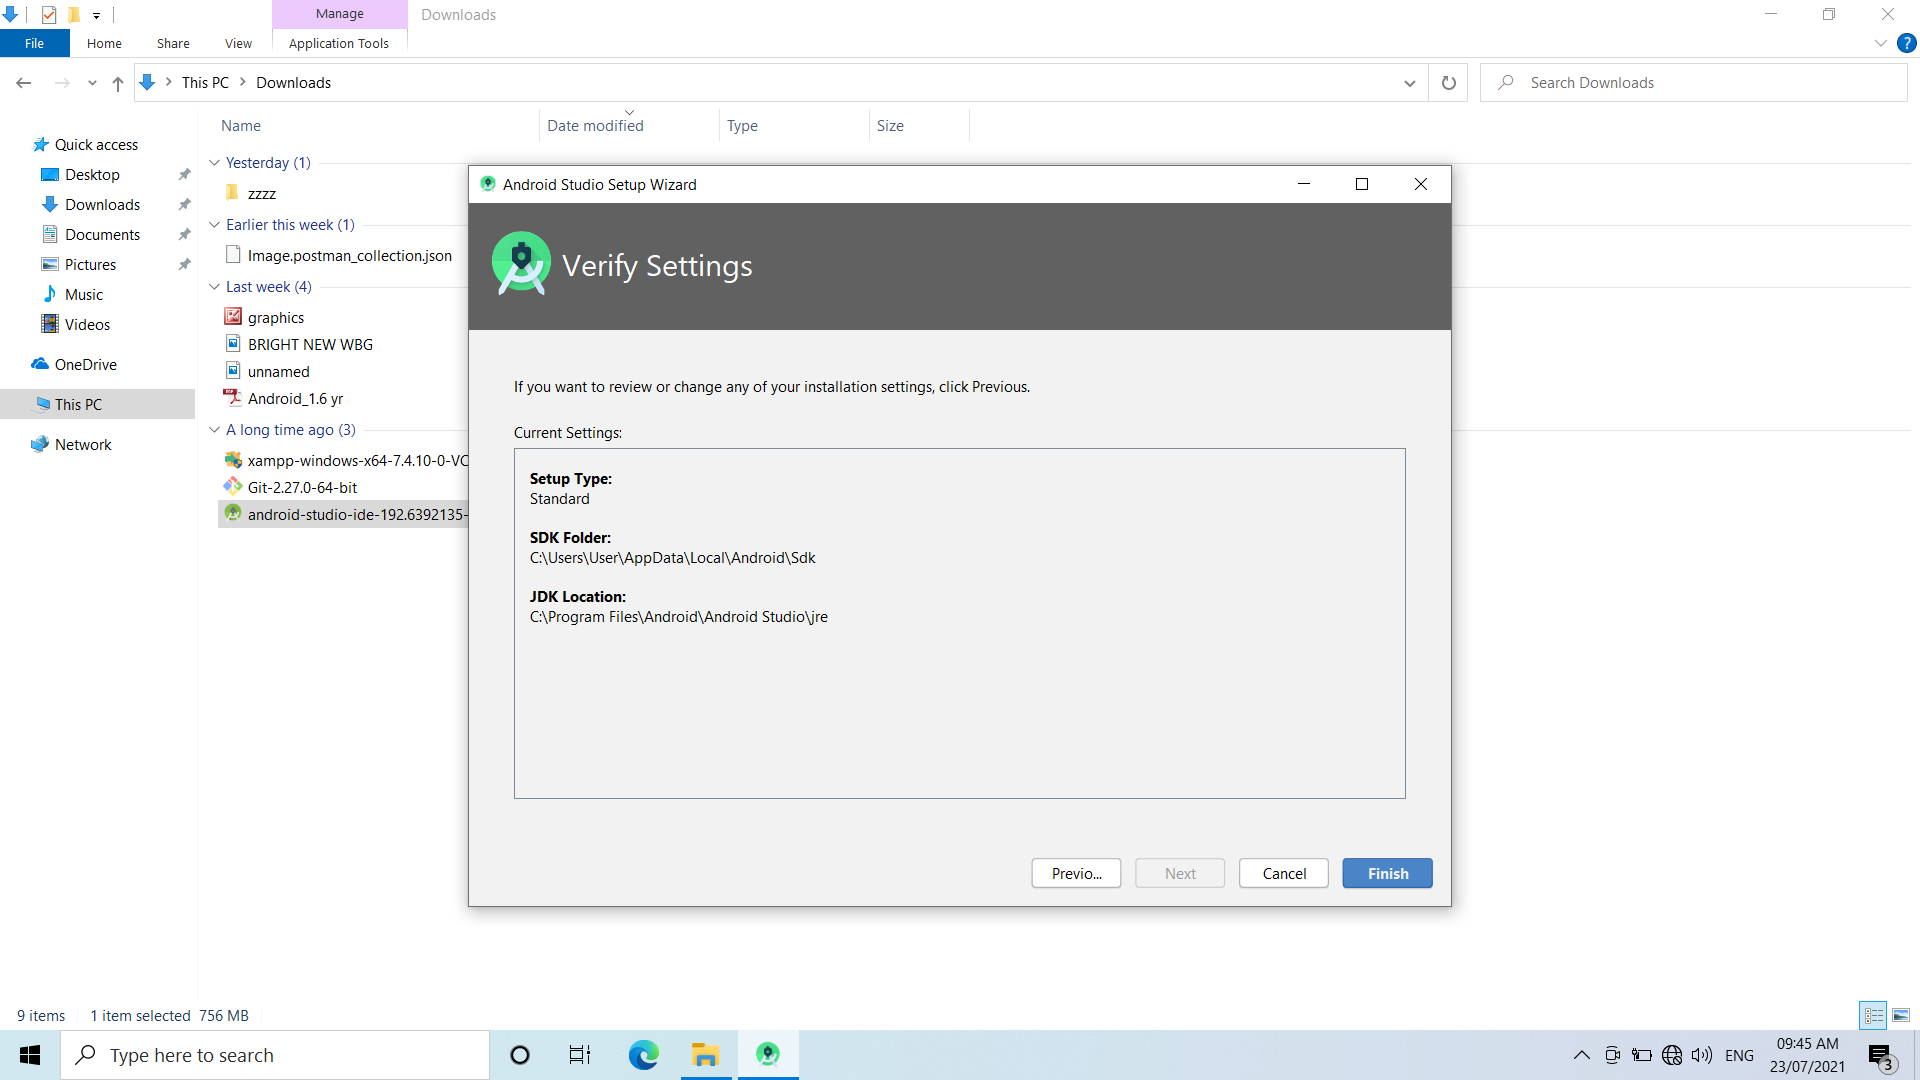 Manage
Downloads
File
Home
Share
View
Application Tools
This PC
Downloads
Search Downloads
Name
Date modified
Type
Size
Quick access
Desktop
Downloads
Documents
Pictures
Music
Videos
OneDrive
This PC
Network
Yesterday (1)
zzzz
Earlier this week (1)
Image.postman_collection.json
Last week (4)
graphics
BRIGHT NEW WBG
unnamed
Android_1.6 yr
A long time ago (3)
xampp-windows-x64-7.4.10-0-VC
Git-2.27.0-64-bit
android-studio-ide-192.6392135-
Android Studio Setup Wizard
Verify Settings
If you want to review or change any of your installation settings, click Previous.
Current Settings:
Setup Type:
Standard
SDK Folder:
C:\Users\User\AppData\Local\Android\Sdk
JDK Location:
C:\Program Files\Android\Android Studio\jre
Previo...
Next
Cancel
Finish
9 items
1 item selected 756 MB
Type here to search
ENG
09:45 AM
23/07/2021
3